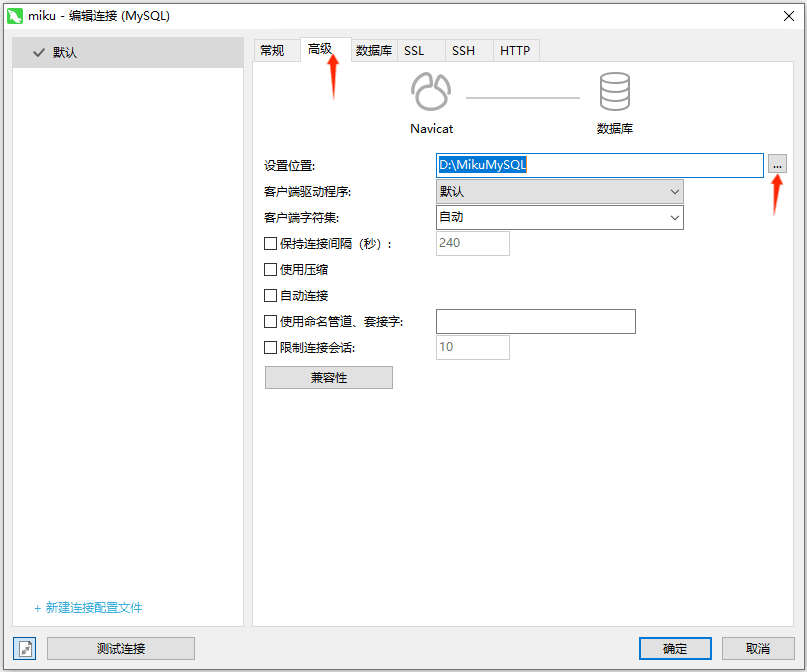 miku - 编辑连接 (MySQL)
默认
常规 高级 数据库 SSL SSH HTTP
Navicat 数据库
设置位置: D:\MikuMySQL ...
客户端驱动程序: 默认
客户端字符集: 自动
保持连接间隔（秒）: 240
使用压缩
自动连接
使用命名管道、套接字:
限制连接会话: 10
兼容性
+ 新建连接配置文件
测试连接 确定 取消